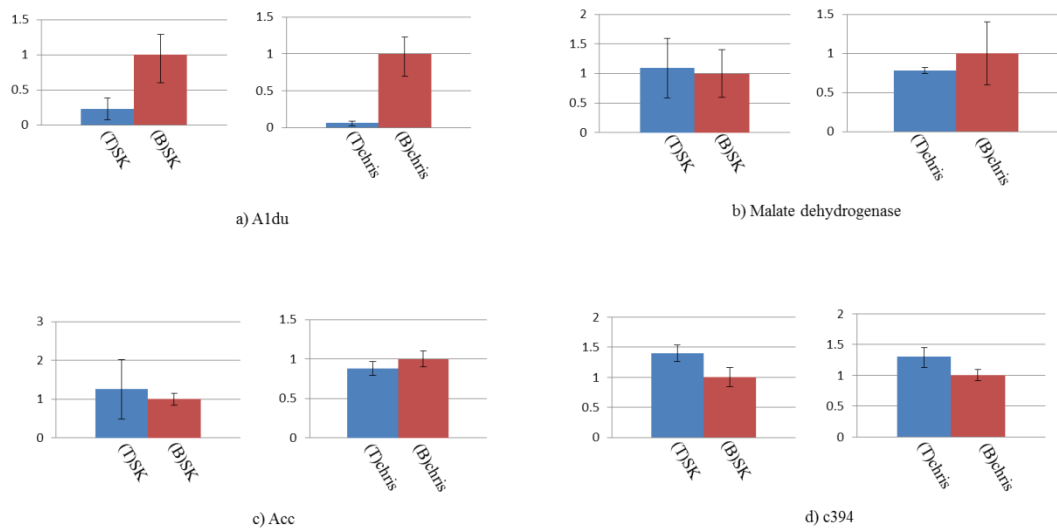 1.5
1
0.5
0
(T)SK
(B)SK
1.5
1
0.5
0
(T)chris
(B)chris
a) A1du
2
1.5
1
0.5
0
(T)SK
(B)SK
1.5
1
0.5
0
(T)chris
(B)chris
b) Malate dehydrogenase
3
2
1
0
(T)SK
(B)SK
1.5
1
0.5
0
(T)chris
(B)chris
c) Acc
2
1.5
1
0.5
0
(T)SK
(B)SK
2
1.5
1
0.5
0
(T)chris
(B)chris
d) c394